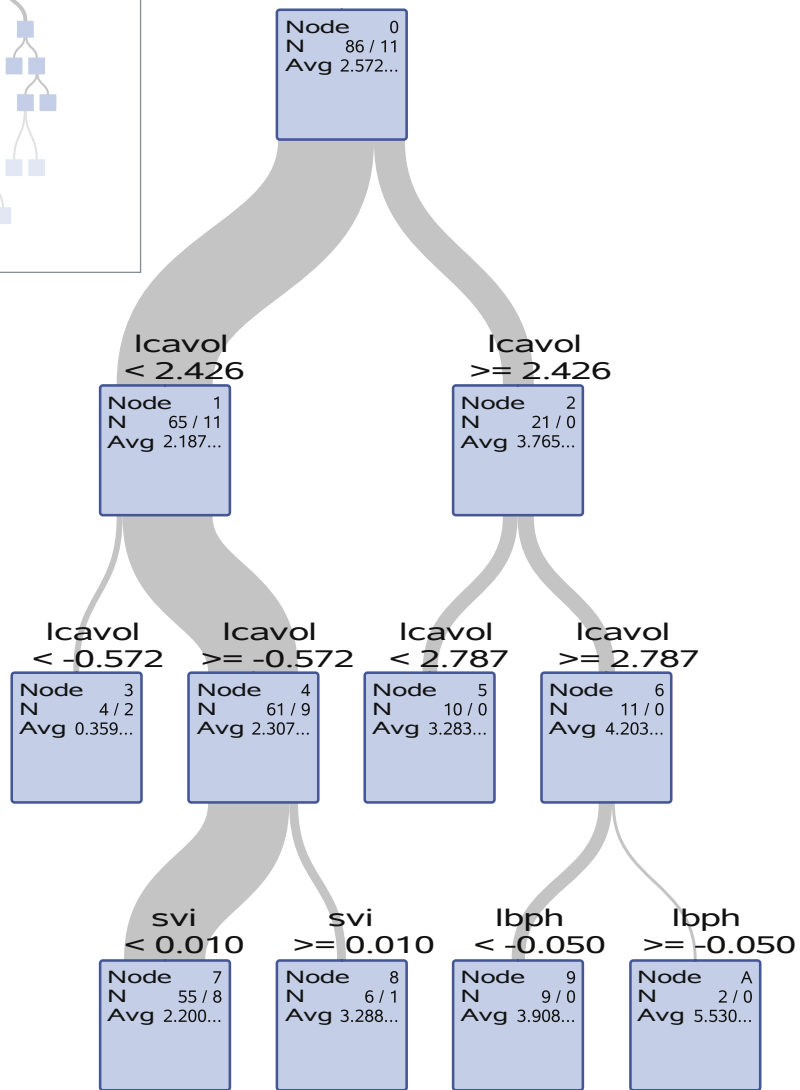 Node 0
N 86 / 11
Avg 2.572...
lcavol
< 2.426
lcavol
>= 2.426
Node 1
N 65 / 11
Avg 2.187...
Node 2
N 21 / 0
Avg 3.765...
lcavol
< -0.572
lcavol
>= -0.572
lcavol
< 2.787
lcavol
>= 2.787
Node 3
N 4 / 2
Avg 0.359...
Node 4
N 61 / 9
Avg 2.307...
Node 5
N 10 / 0
Avg 3.283...
Node 6
N 11 / 0
Avg 4.203...
svi
< 0.010
svi
>= 0.010
lbph
< -0.050
lbph
>= -0.050
Node 7
N 55 / 8
Avg 2.200...
Node 8
N 6 / 1
Avg 3.288...
Node 9
N 9 / 0
Avg 3.908...
Node A
N 2 / 0
Avg 5.530...